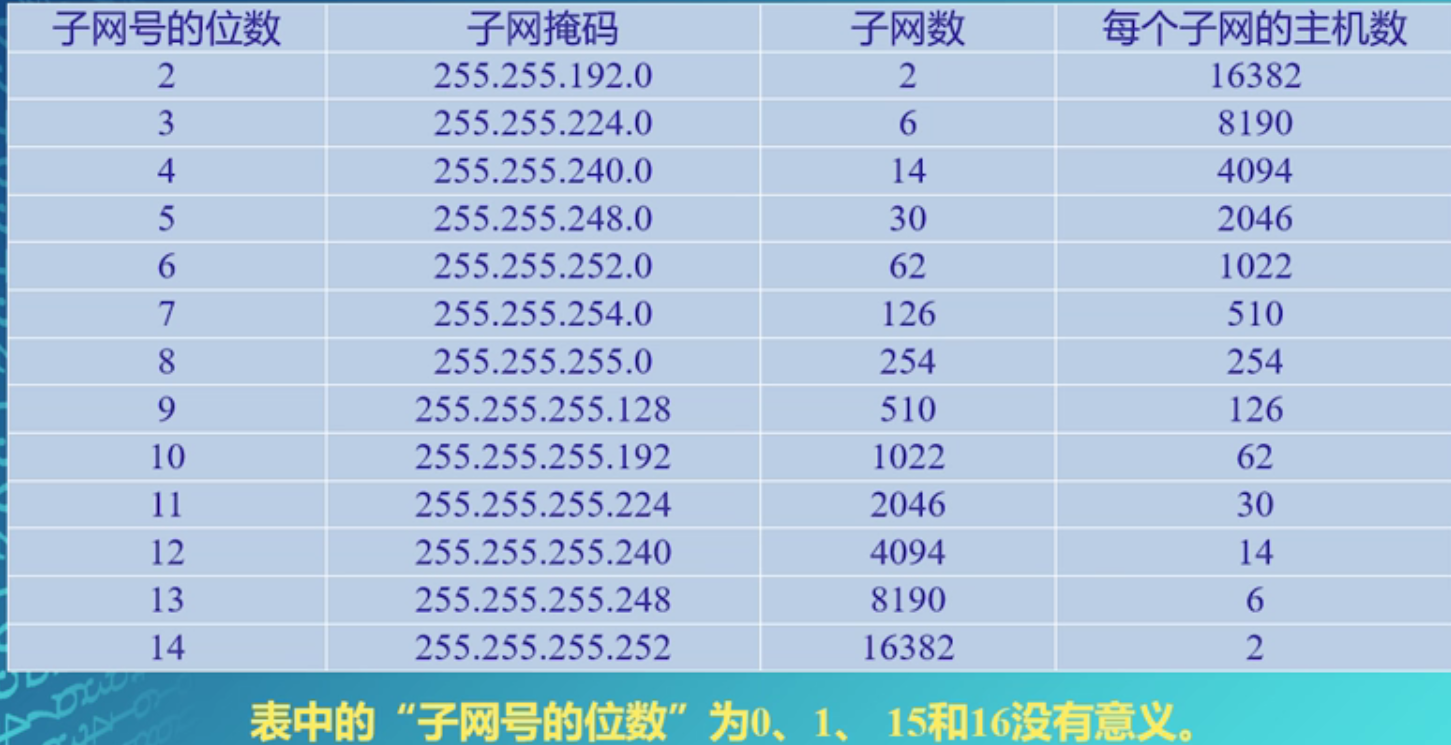 子网号的位数 子网掩码 子网数 每个子网的主机数
2 255.255.192.0 2 16382
3 255.255.224.0 6 8190
4 255.255.240.0 14 4094
5 255.255.248.0 30 2046
6 255.255.252.0 62 1022
7 255.255.254.0 126 510
8 255.255.255.0 254 254
9 255.255.255.128 510 126
10 255.255.255.192 1022 62
11 255.255.255.224 2046 30
12 255.255.255.240 4094 14
13 255.255.255.248 8190 6
14 255.255.255.252 16382 2
表中的“子网号的位数”为0、1、 15和16没有意义。